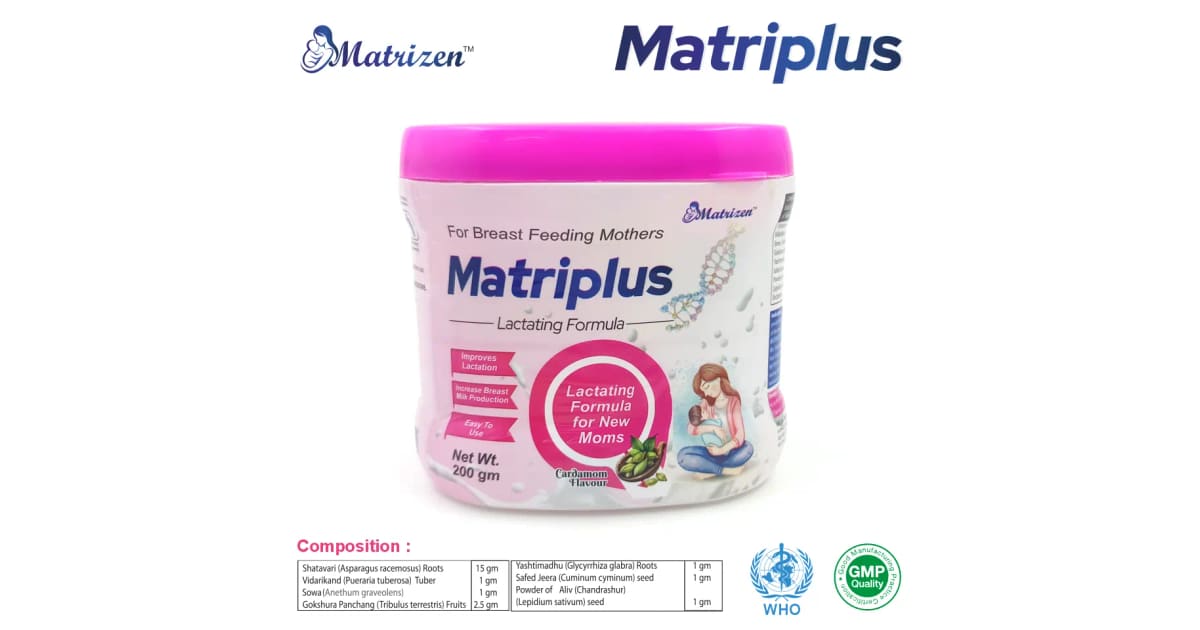 Matrizen™
Matriplus
Matrizen™
For Breast Feeding Mothers
Matriplus
Lactating Formula
Improves
Lactation
Increase Breast
Milk Production
Easy To
Use
Lactating
Formula
for New
Moms
Net Wt.
200 gm
Cardamom
Flavour
Composition :
Shatavari (Asparagus racemosus) Roots 15 gm
Vidarikand (Pueraria tuberosa) Tuber 1 gm
Sowa (Anethum graveolens) 1 gm
Gokshura Panchang (Tribulus terrestris) Fruits 2.5 gm
Yashtimadhu (Glycyrrhiza glabra) Roots 1 gm
Safed Jeera (Cuminum cyminum) seed 1 gm
Powder of Aliv (Chandrashur)
(Lepidium sativum) seed 1 gm
WHO
Good Manufacturing
Practice Certification
GMP
Quality